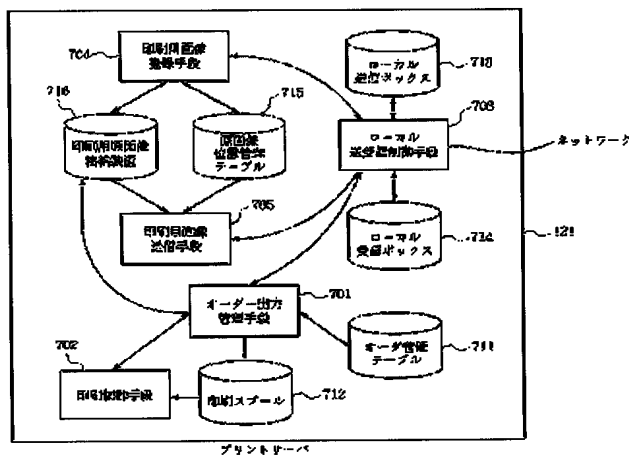 704
印刷用画像
登録手段
ローカル
送信ボックス
713
716
715
703
印刷用原画像
格納装置
原画像
位置管理
テーブル
ローカル
送受信制御手段
ネットワーク
705
印刷用画像
送信手段
ローカル
受信ボックス
714
121
オーダー出力
管理手段
701
702
印刷制御手段
印刷スプール
712
オーダ管理
テーブル
711
プリントサーバ